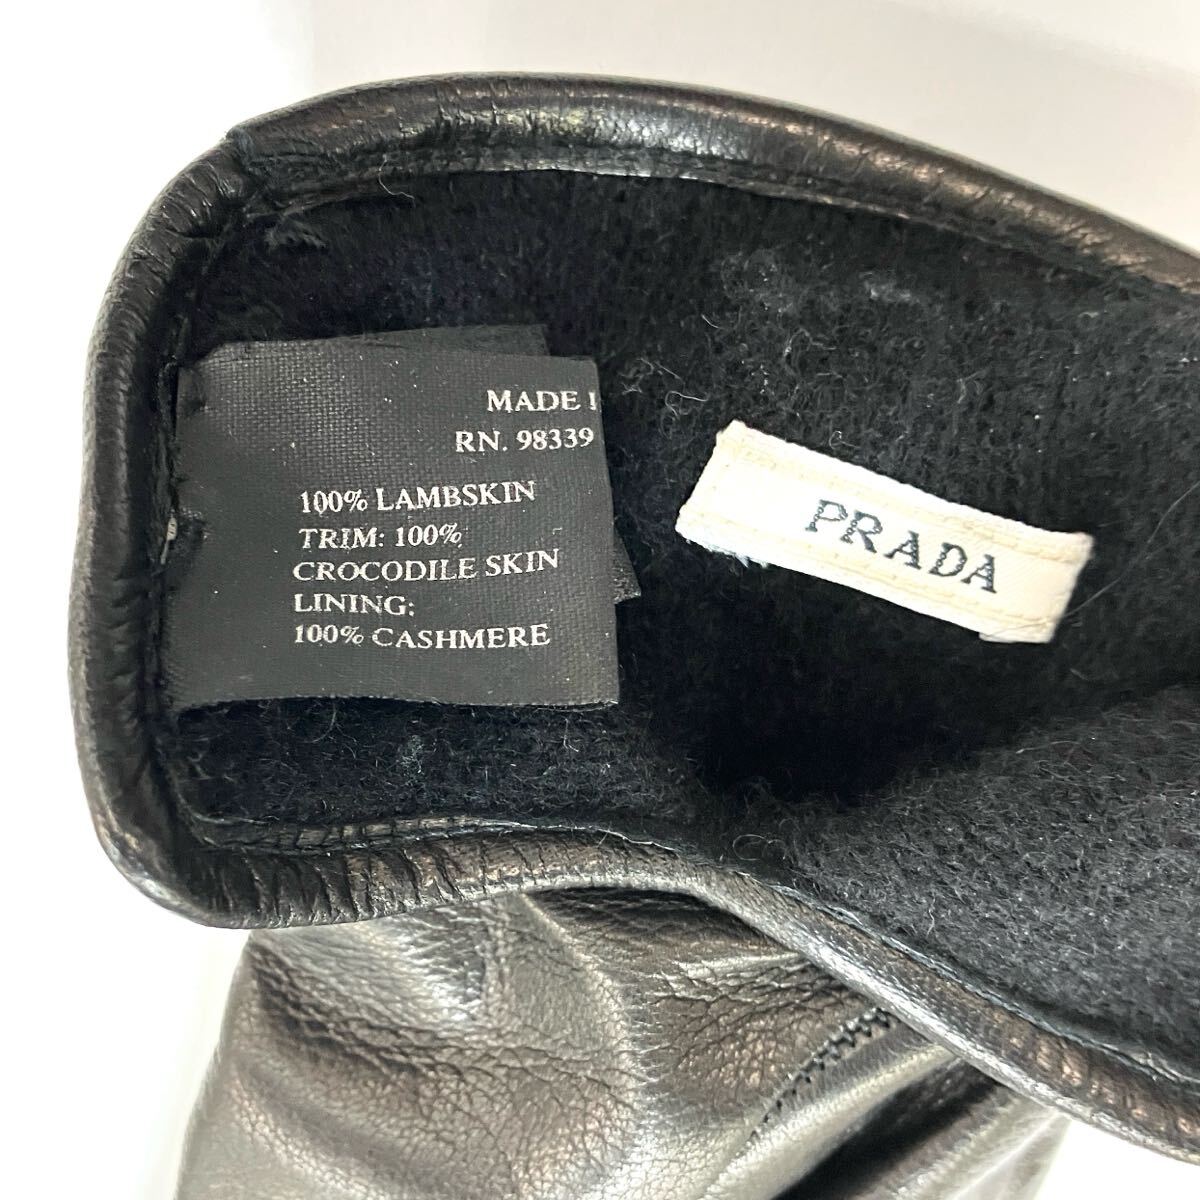 MADE I
RN. 98339
100% LAMBSKIN
TRIM: 100%
CROCODILE SKIN
LINING:
100% CASHMERE
PRADA